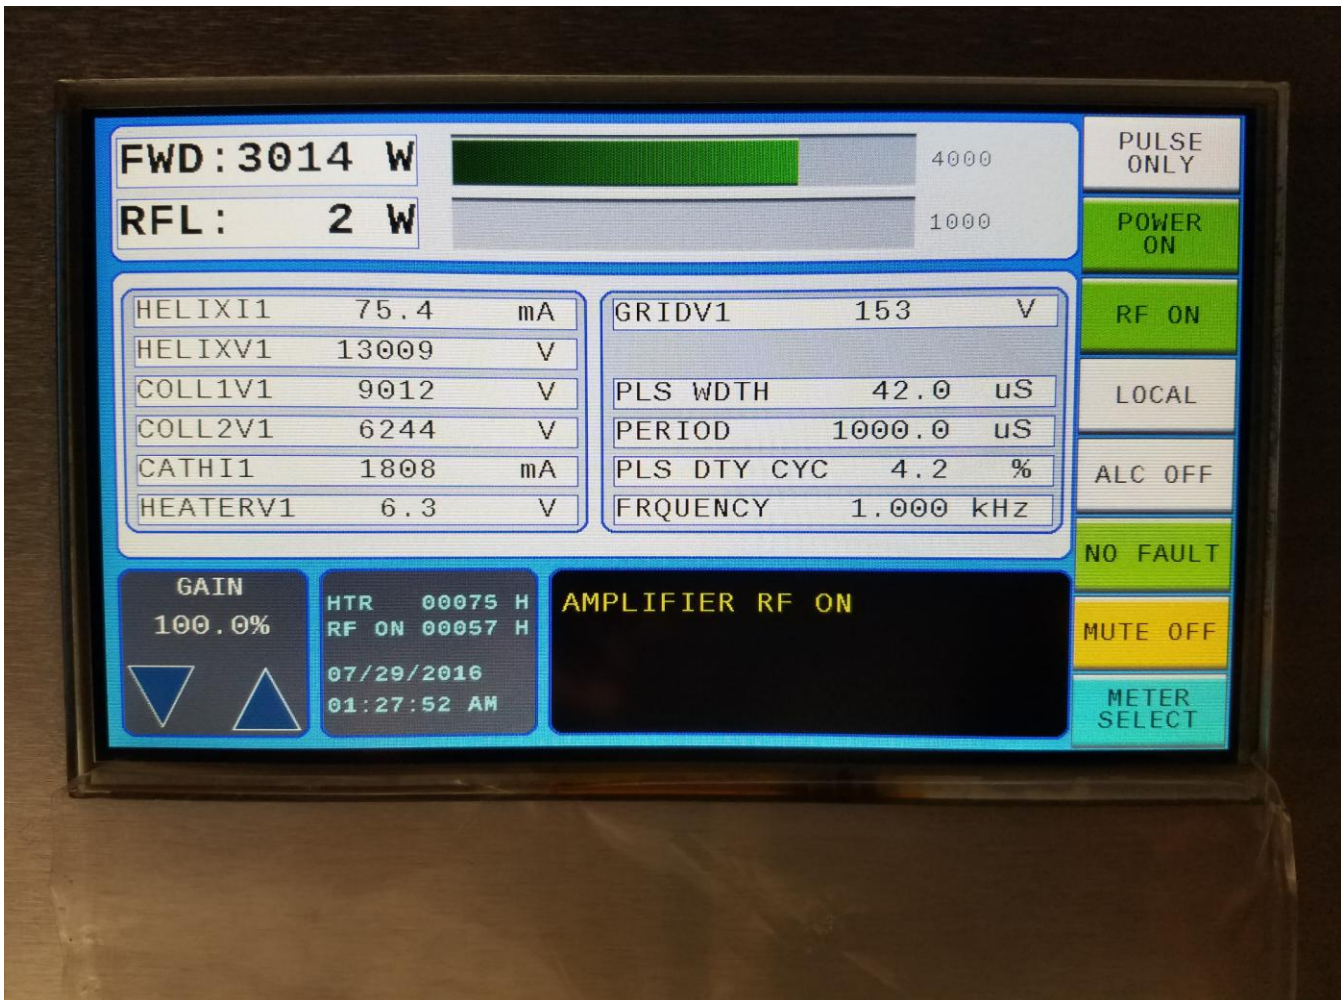 FWD:3014 W
4000
RFL: 2 W
1000
HELIXI1 75.4 mA
HELIXV1 13009 V
COLL1V1 9012 V
COLL2V1 6244 V
CATHI1 1808 mA
HEATERV1 6.3 V
GRIDV1 153 V
PLS WDTH 42.0 uS
PERIOD 1000.0 uS
PLS DTY CYC 4.2 %
FRQUENCY 1.000 kHz
GAIN
100.0%
HTR 00075 H
RF ON 00057 H
07/29/2016
01:27:52 AM
AMPLIFIER RF ON
PULSE
ONLY
POWER
ON
RF ON
LOCAL
ALC OFF
NO FAULT
MUTE OFF
METER
SELECT